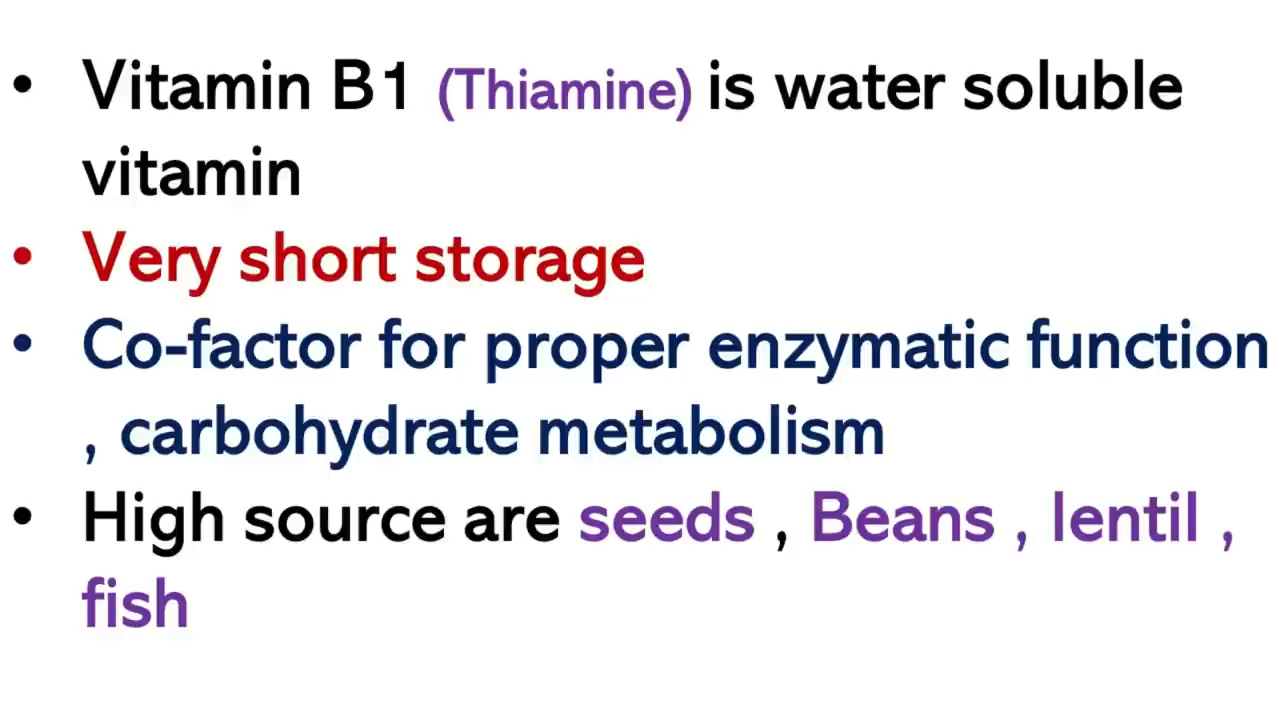 • Vitamin B1 (Thiamine) is water soluble
vitamin
• Very short storage
• Co-factor for proper enzymatic function
, carbohydrate metabolism
• High source are seeds , Beans , lentil ,
fish